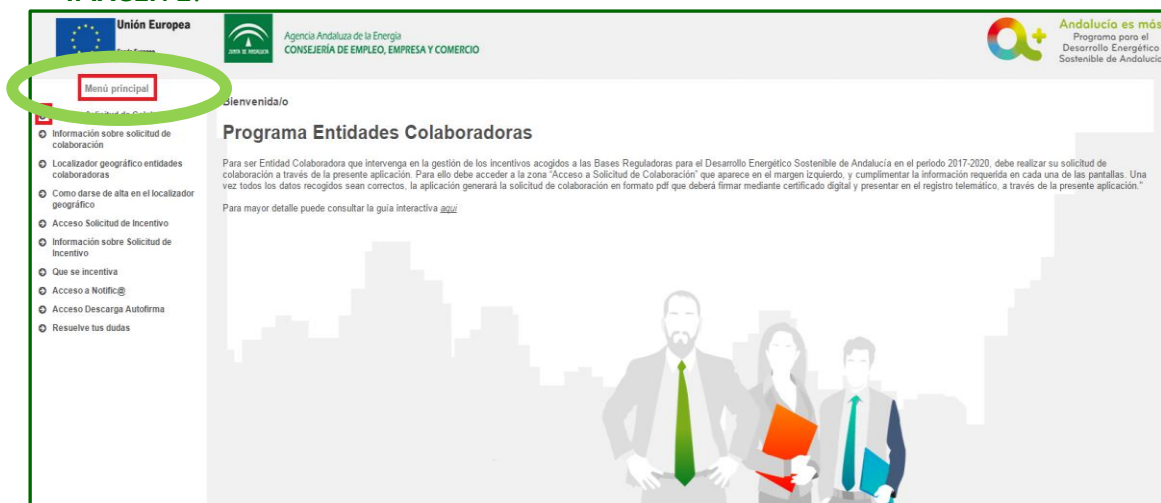 Unión Europea
Agencia Andaluza de la Energía
CONSEJERÍA DE EMPLEO, EMPRESA Y COMERCIO
JUNTA DE ANDALUCIA
Andalucía es más
Programa para el
Desarrollo Energético
Sostenible de Andalucía
Menú principal
Información sobre solicitud de
colaboración
Localizador geográfico entidades
colaboradoras
Como darse de alta en el localizador
geográfico
Acceso Solicitud de Incentivo
Información sobre Solicitud de
Incentivo
Que se incentiva
Acceso a Notific@
Acceso Descarga Autofirma
Resuelve tus dudas
Bienvenida/o
Programa Entidades Colaboradoras
Para ser Entidad Colaboradora que intervenga en la gestión de los incentivos acogidos a las Bases Reguladoras para el Desarrollo Energético Sostenible de Andalucía en el periodo 2017-2020, debe realizar su solicitud de
colaboración a través de la presente aplicación. Para ello debe acceder a la zona "Acceso a Solicitud de Colaboración" que aparece en el margen izquierdo, y cumplimentar la información requerida en cada una de las pantallas. Una
vez todos los datos recogidos sean correctos, la aplicación generará la solicitud de colaboración en formato pdf que deberá firmar mediante certificado digital y presentar en el registro telemático, a través de la presente aplicación."
Para mayor detalle puede consultar la guía interactiva aquí